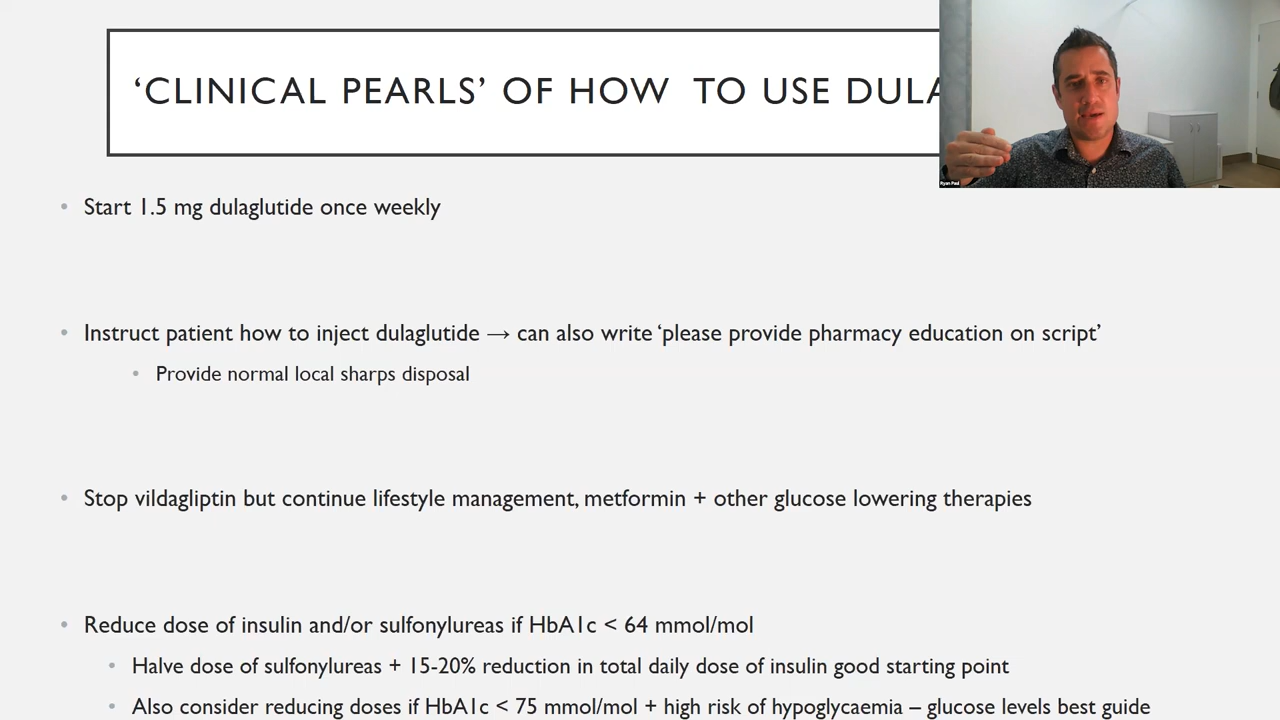 ‘CLINICAL PEARLS’ OF HOW TO USE
Start 1.5 mg dulaglutide once weekly
Instruct patient how to inject dulaglutide → can also write ‘please provide pharmacy education on script’
Provide normal local sharps disposal
Stop vildagliptin but continue lifestyle management, metformin + other glucose lowering therapies
Reduce dose of insulin and/or sulfonylureas if HbA1c < 64 mmol/mol
Halve dose of sulfonylureas + 15-20% reduction in total daily dose of insulin good starting point
Also consider reducing doses if HbA1c < 75 mmol/mol + high risk of hypoglycaemia – glucose levels best guide